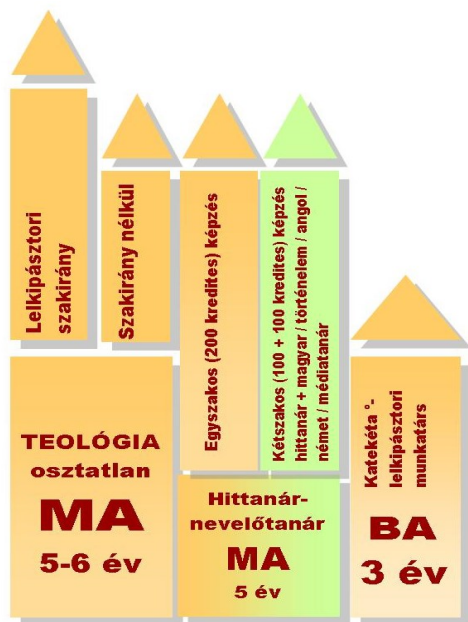 Lelkipásztori
szakirány
Szakirány nélkül
Egyszakos (200 kredites) képzés
Kétszakos (100 + 100 kredites) képzés
hittanár + magyar / történelem / angol /
német / médiatanár
TEOLÓGIA
osztatlan
MA
5-6 év
Hittanár-
nevelőtanár
MA
5 év
Katekéta °-
lelkipásztori
munkatárs
BA
3 év